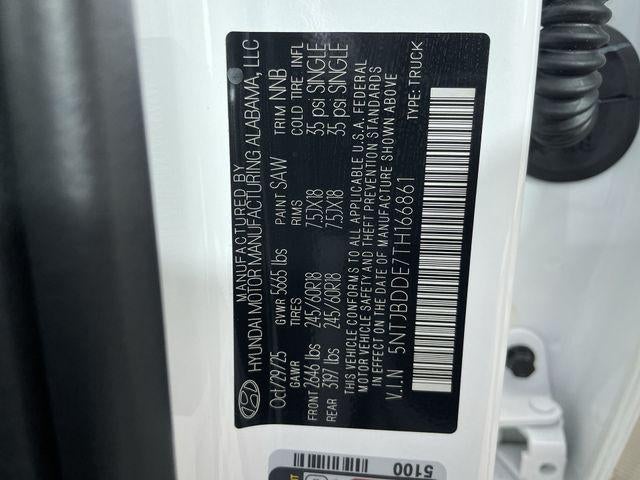 MANUFACTURED BY
HYUNDAI MOTOR MANUFACTURING ALABAMA, LLC
Oct/29/25 GVWR 5665 lbs PAINT SAW TRIM NNB
GAWR TIRES RIMS COLD TIRE INFL
FRONT 2646 lbs 245/60R18 7.5JX18 35 psi SINGLE
REAR 3197 lbs 245/60R18 7.5JX18 35 psi SINGLE
THIS VEHICLE CONFORMS TO ALL APPLICABLE U.S.A. FEDERAL
MOTOR VEHICLE SAFETY AND THEFT PREVENTION STANDARDS
IN EFFECT ON THE DATE OF MANUFACTURE SHOWN ABOVE
V.I.N 5NTJBDDE7TH166861 TYPE: TRUCK
5100